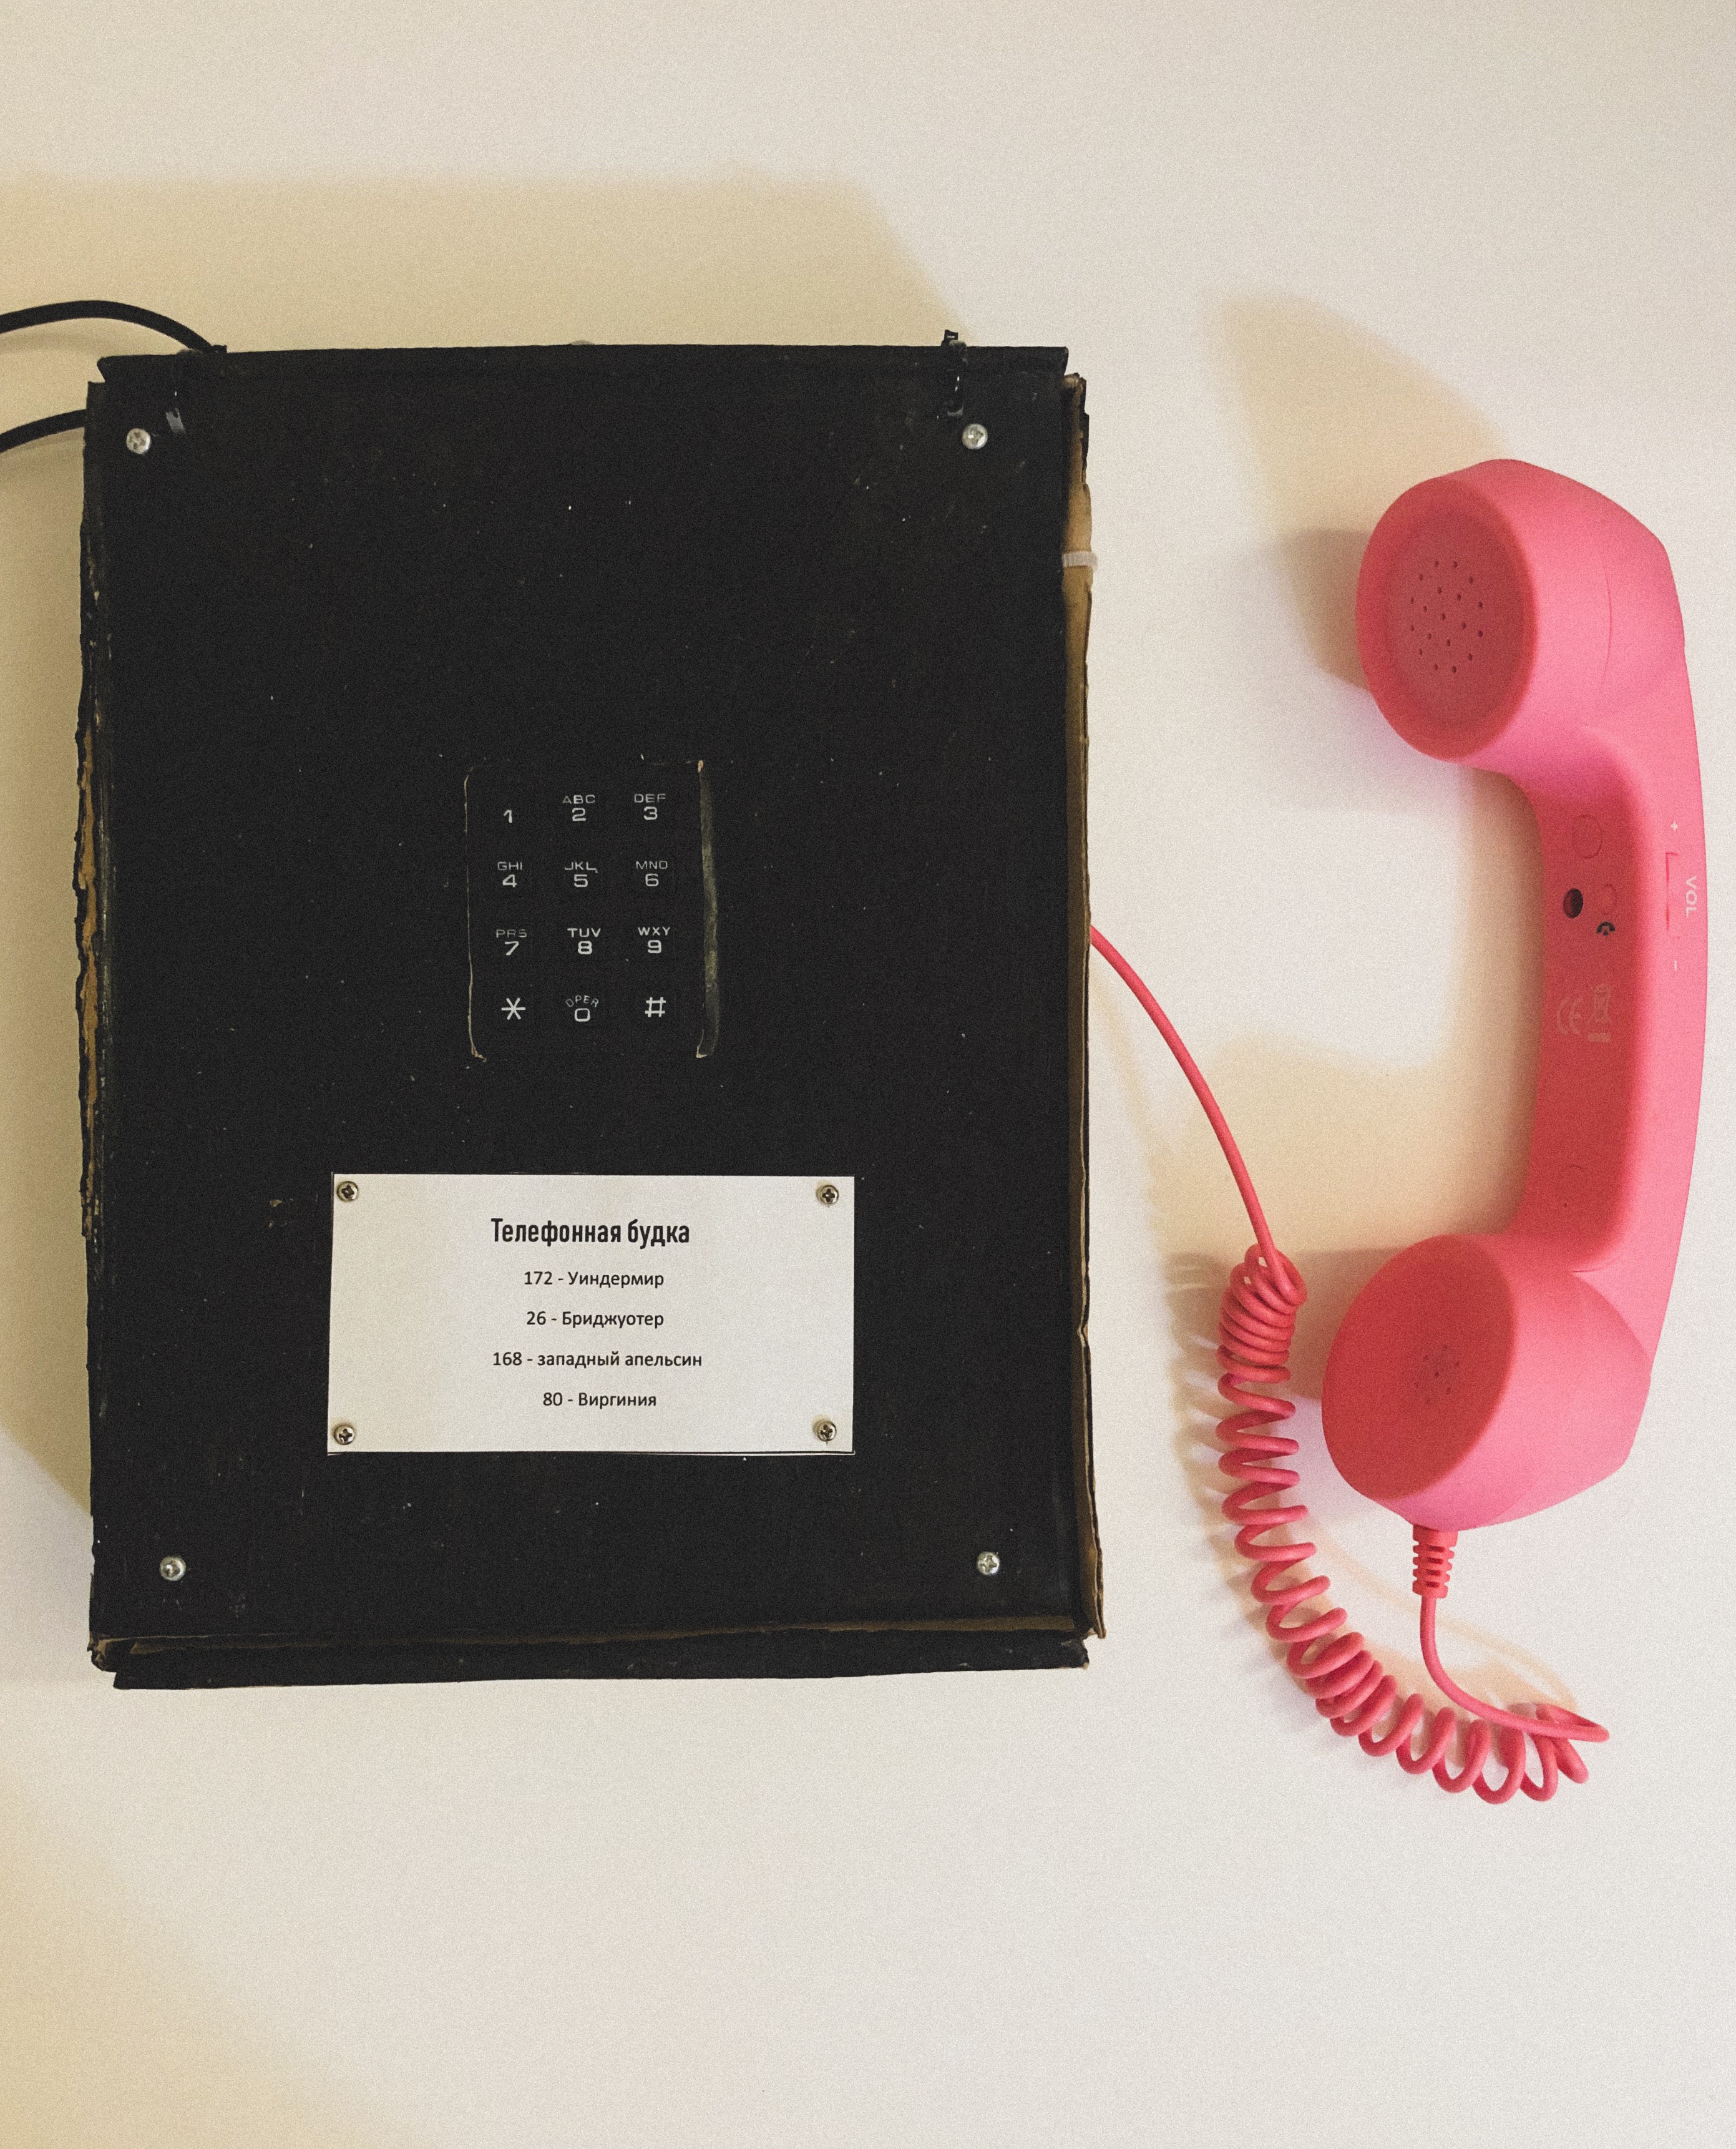 1 ABC 2 DEF 3
GHI 4 JKL 5 MNO 6
PRS 7 TUV 8 WXY 9
* OPER 0 #
+ VOL -
CE
Телефонная будка
172 - Уиндермир
26 - Бриджуотер
168 - западный апельсин
80 - Виргиния